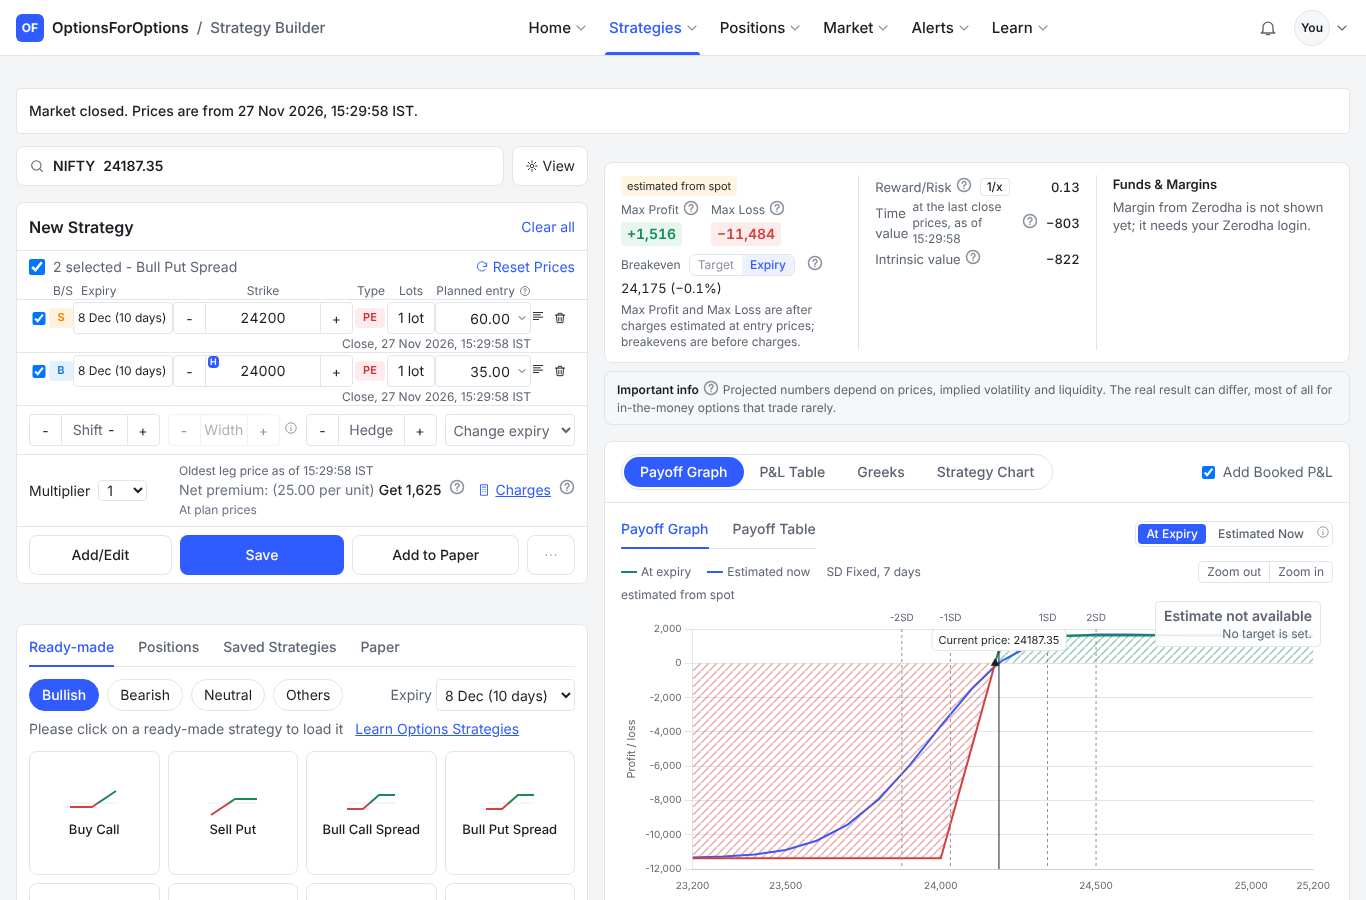 OF OptionsForOptions / Strategy Builder
Home Strategies Positions Market Alerts Learn
You
Market closed. Prices are from 27 Nov 2026, 15:29:58 IST.
NIFTY 24187.35
View
New Strategy
Clear all
2 selected - Bull Put Spread
Reset Prices
B/S Expiry Strike Type Lots Planned entry
S 8 Dec (10 days) - 24200 + PE 1 lot 60.00
Close, 27 Nov 2026, 15:29:58 IST
B 8 Dec (10 days) - H 24000 + PE 1 lot 35.00
Close, 27 Nov 2026, 15:29:58 IST
- Shift - + - Width + - Hedge + Change expiry
Multiplier 1
Oldest leg price as of 15:29:58 IST
Net premium: (25.00 per unit) Get 1,625
Charges
At plan prices
Add/Edit Save Add to Paper ...
Ready-made Positions Saved Strategies Paper
Bullish Bearish Neutral Others
Expiry 8 Dec (10 days)
Please click on a ready-made strategy to load it Learn Options Strategies
Buy Call Sell Put Bull Call Spread Bull Put Spread
estimated from spot
Max Profit Max Loss
+1,516 −11,484
Breakeven Target Expiry
24,175 (−0.1%)
Max Profit and Max Loss are after
charges estimated at entry prices;
breakevens are before charges.
Reward/Risk 1/x 0.13
Time value at the last close prices, as of 15:29:58 −803
Intrinsic value −822
Funds & Margins
Margin from Zerodha is not shown
yet; it needs your Zerodha login.
Important info Projected numbers depend on prices, implied volatility and liquidity. The real result can differ, most of all for
in-the-money options that trade rarely.
Payoff Graph P&L Table Greeks Strategy Chart
Add Booked P&L
Payoff Graph Payoff Table
At Expiry Estimated Now
At expiry Estimated now SD Fixed, 7 days
Zoom out Zoom in
estimated from spot
-2SD -1SD 1SD 2SD
Estimate not available
No target is set.
Current price: 24187.35
Profit / loss
2,000
0
-2,000
-4,000
-6,000
-8,000
-10,000
-12,000
23,200 23,500 24,000 24,500 25,000 25,200